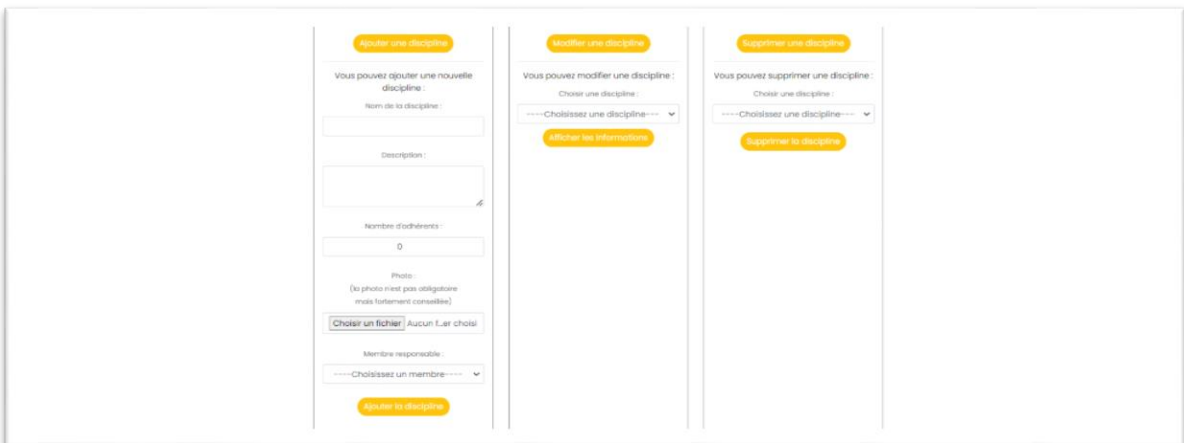 Ajouter une discipline
Vous pouvez ajouter une nouvelle
discipline :
Nom de la discipline :
Description :
Nombre d'adhérents :
0
Photo :
(la photo n'est pas obligatoire
mais fortement conseillée)
Choisir un fichier Aucun f...er choisi
Membre responsable :
----Choisissez un membre----
Ajouter la discipline
Modifier une discipline
Vous pouvez modifier une discipline :
Choisir une discipline :
----Choisissez une discipline----
Afficher les informations
Supprimer une discipline
Vous pouvez supprimer une discipline :
Choisir une discipline :
----Choisissez une discipline----
Supprimer la discipline